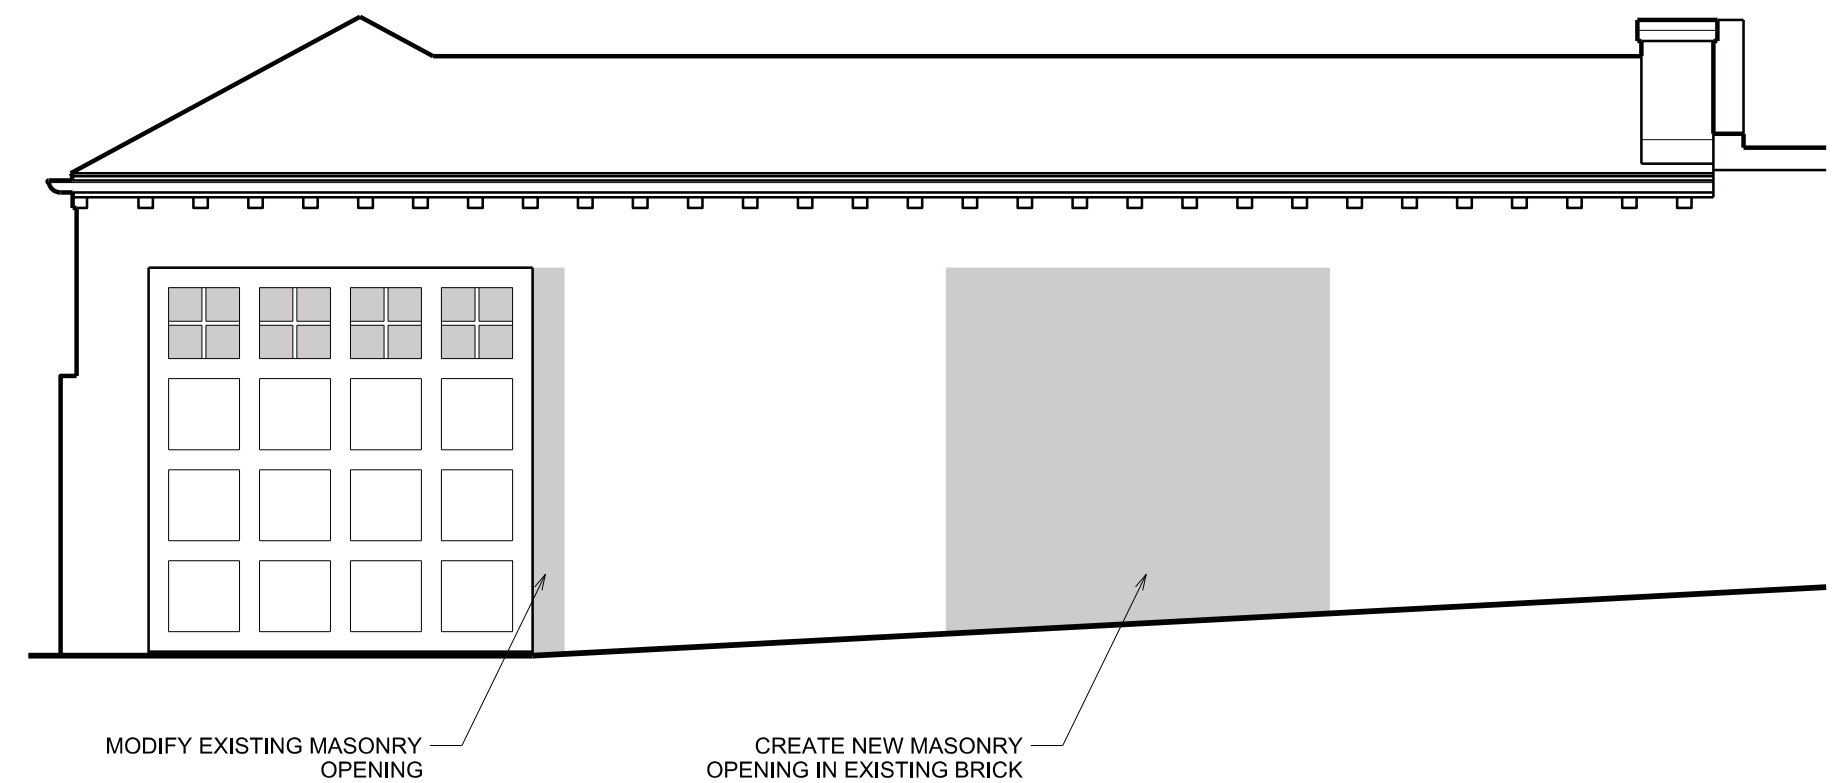 MODIFY EXISTING MASONRY
OPENING
CREATE NEW MASONRY
OPENING IN EXISTING BRICK